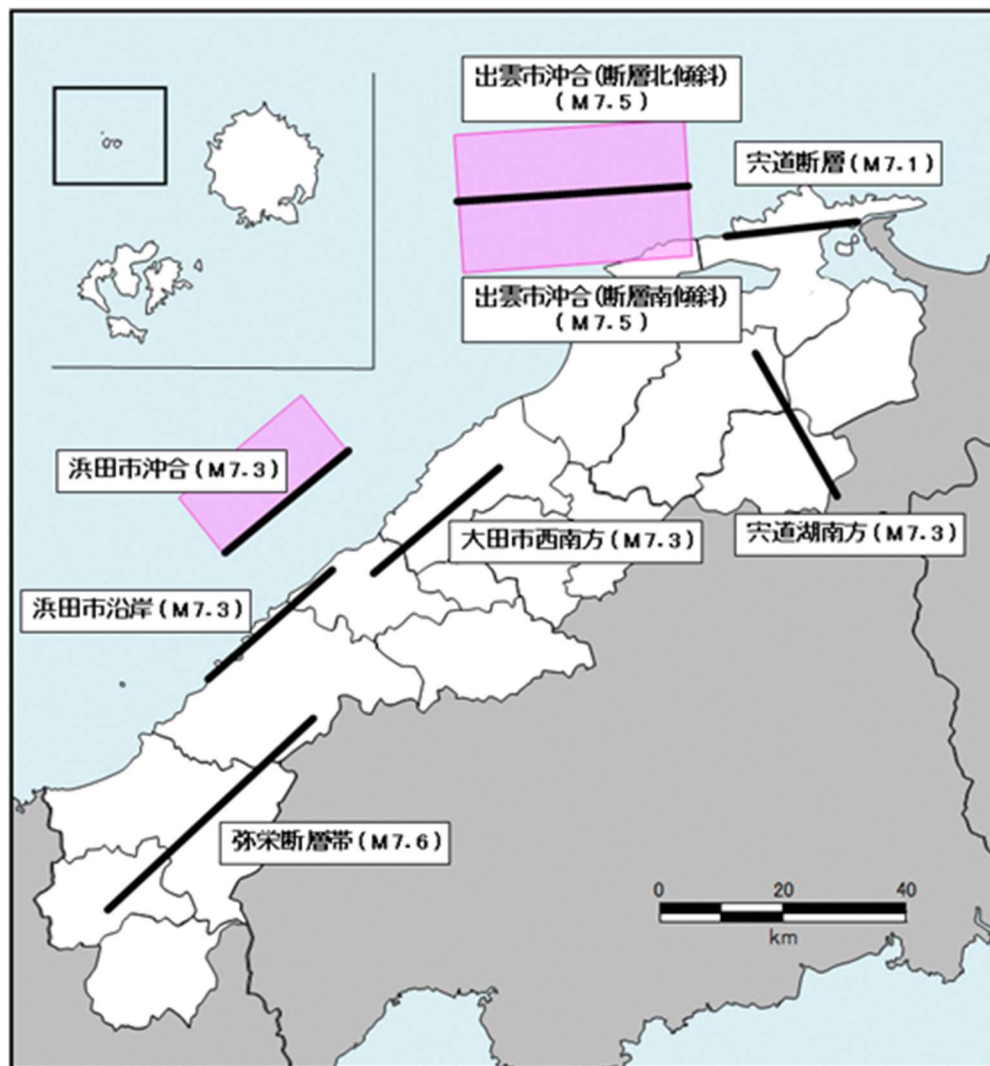 出雲市沖合(断層北傾斜)
(M7.5)
宍道断層(M7.1)
出雲市沖合(断層南傾斜)
(M7.5)
浜田市沖合(M7.3)
大田市西南方(M7.3)
宍道湖南方(M7.3)
浜田市沿岸(M7.3)
弥栄断層帯(M7.6)
0 20 40
km